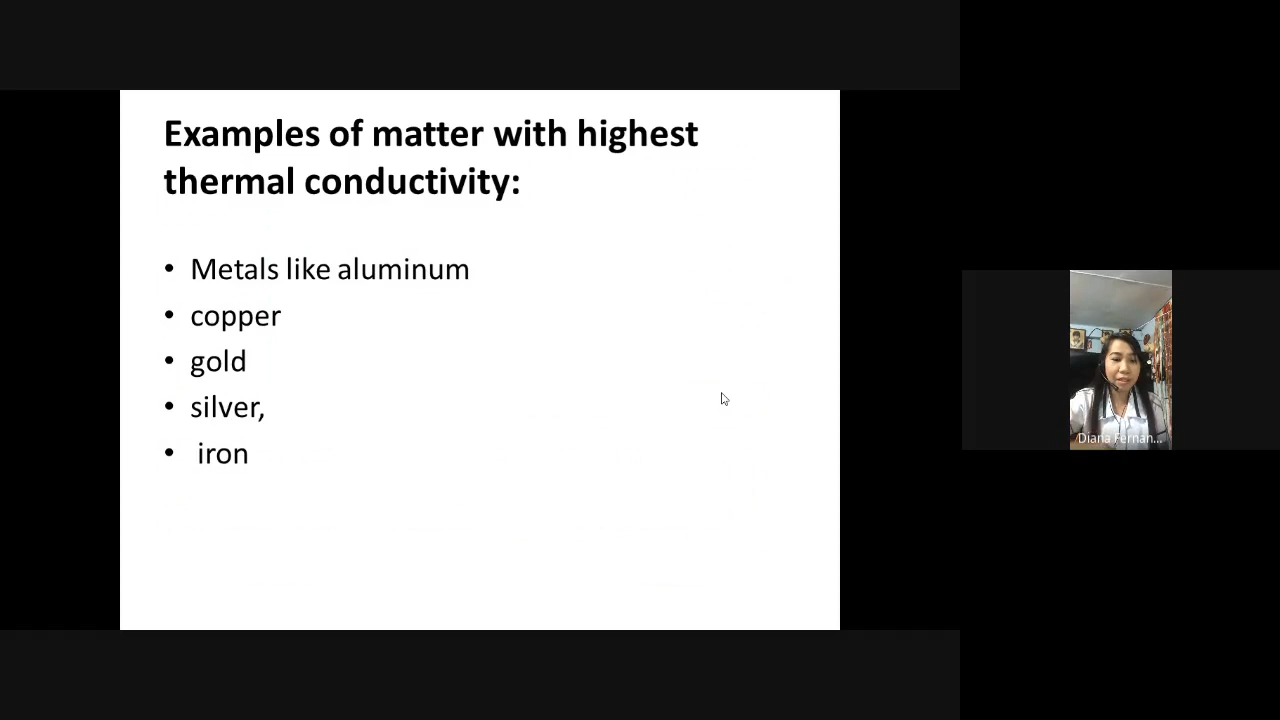 Examples of matter with highest
thermal conductivity:
• Metals like aluminum
• copper
• gold
• silver,
• iron
Diana Fernan...